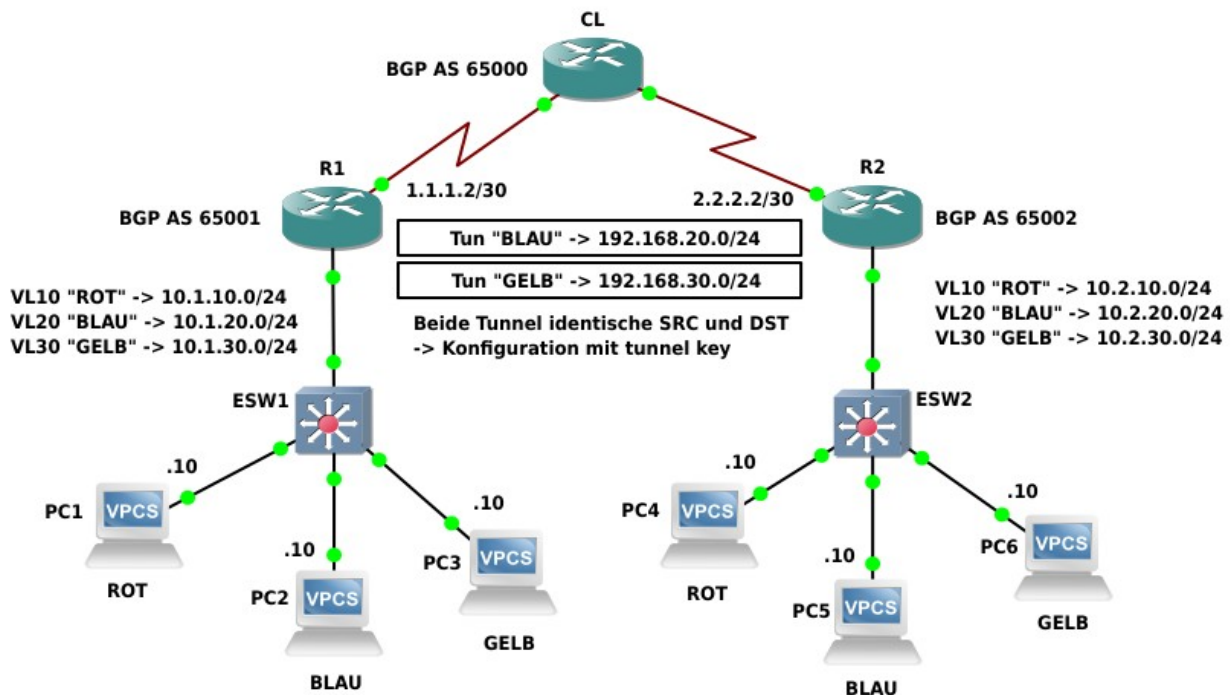 CL
BGP AS 65000
R1
R2
1.1.1.2/30
2.2.2.2/30
BGP AS 65001
BGP AS 65002
Tun "BLAU" -> 192.168.20.0/24
Tun "GELB" -> 192.168.30.0/24
VL10 "ROT" -> 10.1.10.0/24
VL20 "BLAU" -> 10.1.20.0/24
VL30 "GELB" -> 10.1.30.0/24
Beide Tunnel identische SRC und DST
-> Konfiguration mit tunnel key
VL10 "ROT" -> 10.2.10.0/24
VL20 "BLAU" -> 10.2.20.0/24
VL30 "GELB" -> 10.2.30.0/24
ESW1
ESW2
.10
PC1
VPCS
ROT
.10
PC2
VPCS
BLAU
.10
PC3
VPCS
GELB
.10
PC4
VPCS
ROT
.10
PC5
VPCS
BLAU
.10
PC6
VPCS
GELB